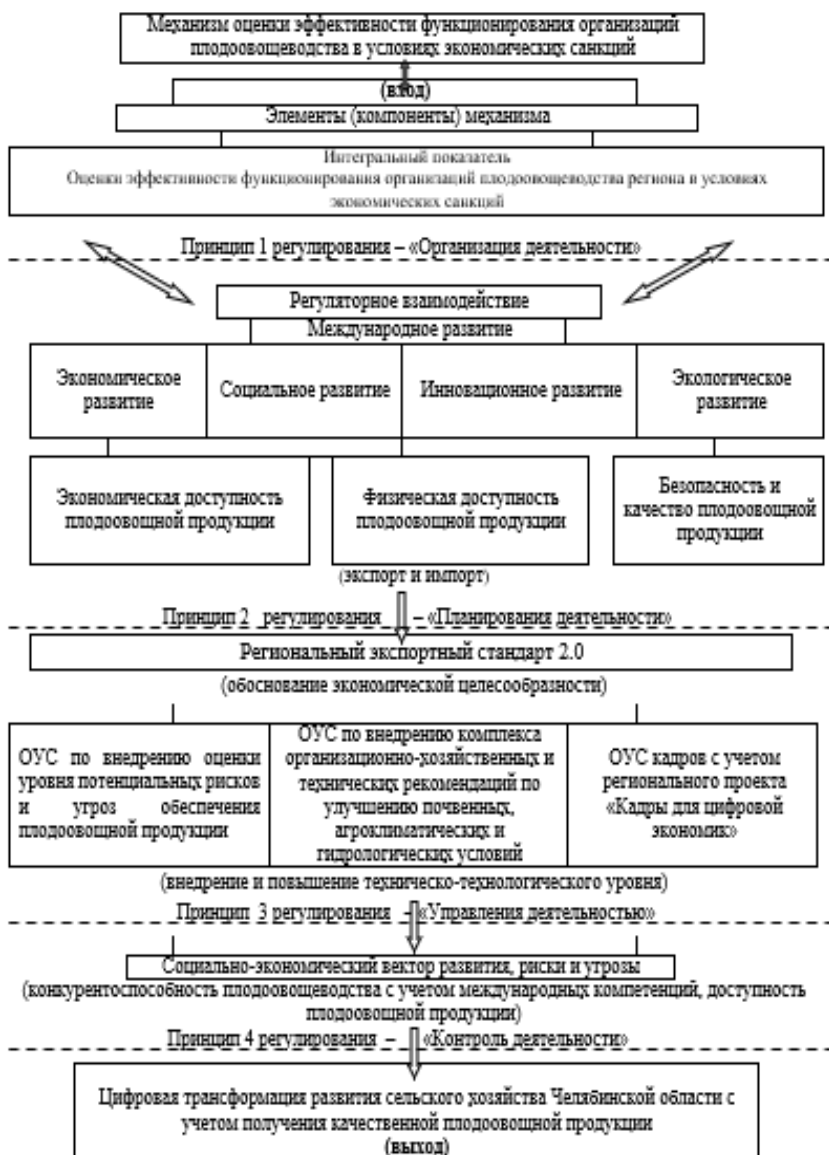 Механизм оценки эффективности функционирования организаций
плодоовощеводства в условиях экономических санкций
(вход)
Элементы (компоненты) механизма
Интегральный показатель
Оценки эффективности функционирования организаций плодоовощеводства региона в условиях
экономических санкций
Принцип 1 регулирования – «Организация деятельности»
Регуляторное взаимодействие
Международное развитие
Экономическое
развитие
Социальное развитие
Инновационное развитие
Экологическое
развитие
Экономическая доступность
плодоовощной продукции
Физическая доступность
плодоовощной продукции
Безопасность и
качество плодоовощной
продукции
(экспорт и импорт)
Принцип 2 регулирования – «Планирования деятельности»
Региональный экспортный стандарт 2.0
(обоснование экономической целесообразности)
ОУС по внедрению оценки
уровня потенциальных рисков
и угроз обеспечения
плодоовощной продукции
ОУС по внедрению комплекса
организационно-хозяйственных и
технических рекомендаций по
улучшению почвенных,
агроклиматических и
гидрологических условий
ОУС кадров с учетом
регионального проекта
«Кадры для цифровой
экономик»
(внедрение и повышение техническо-технологического уровня)
Принцип 3 регулирования – «Управления деятельностью»
Социально-экономический вектор развития, риски и угрозы
(конкурентоспособность плодоовощеводства с учетом международных компетенций, доступность
плодоовощной продукции)
Принцип 4 регулирования – «Контроль деятельности»
Цифровая трансформация развития сельского хозяйства Челябинской области с
учетом получения качественной плодоовощной продукции
(выход)